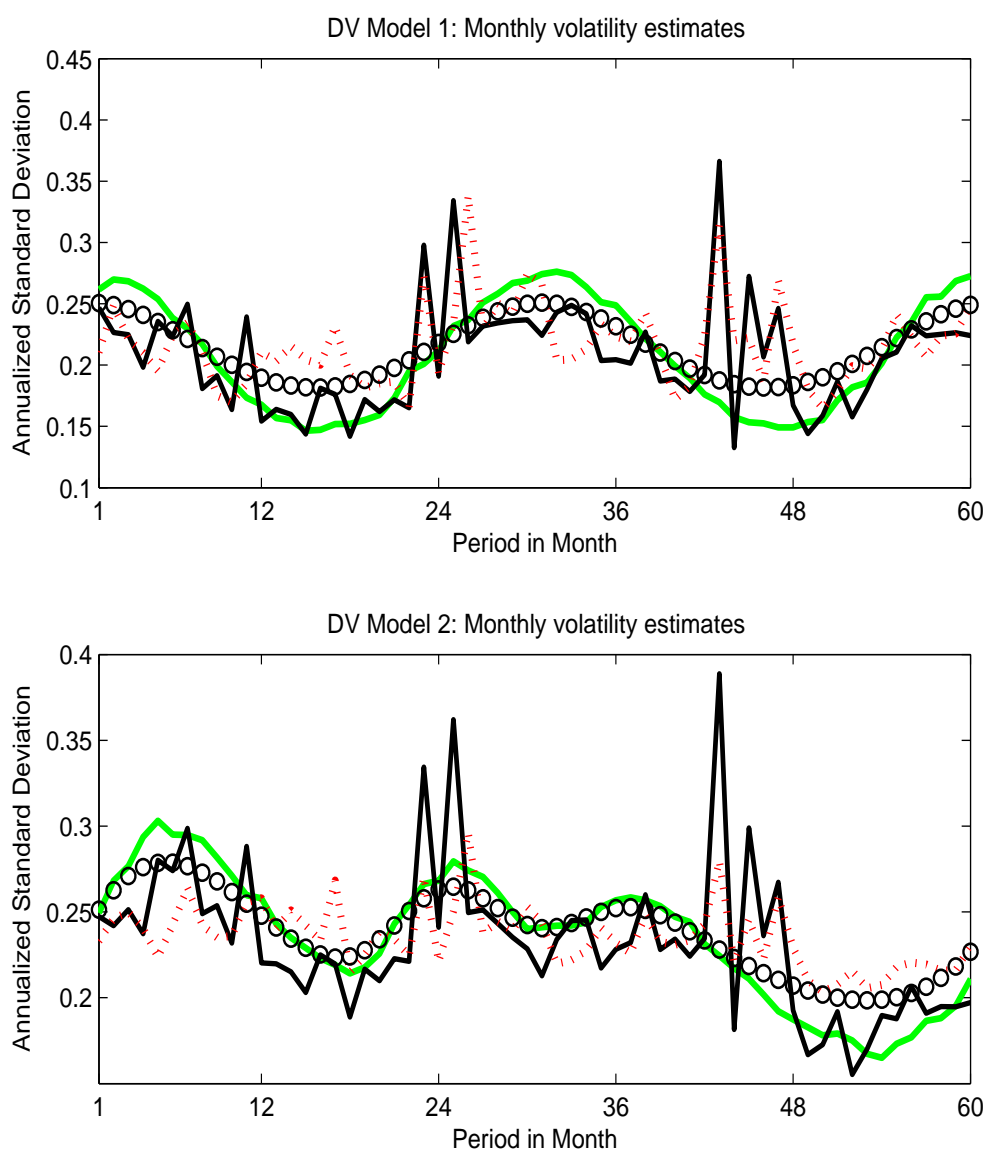 DV Model 1: Monthly volatility estimates
Annualized Standard Deviation
0.45
0.4
0.35
0.3
0.25
0.2
0.15
0.1
1 12 24 36 48 60
Period in Month
DV Model 2: Monthly volatility estimates
Annualized Standard Deviation
0.4
0.35
0.3
0.25
0.2
1 12 24 36 48 60
Period in Month